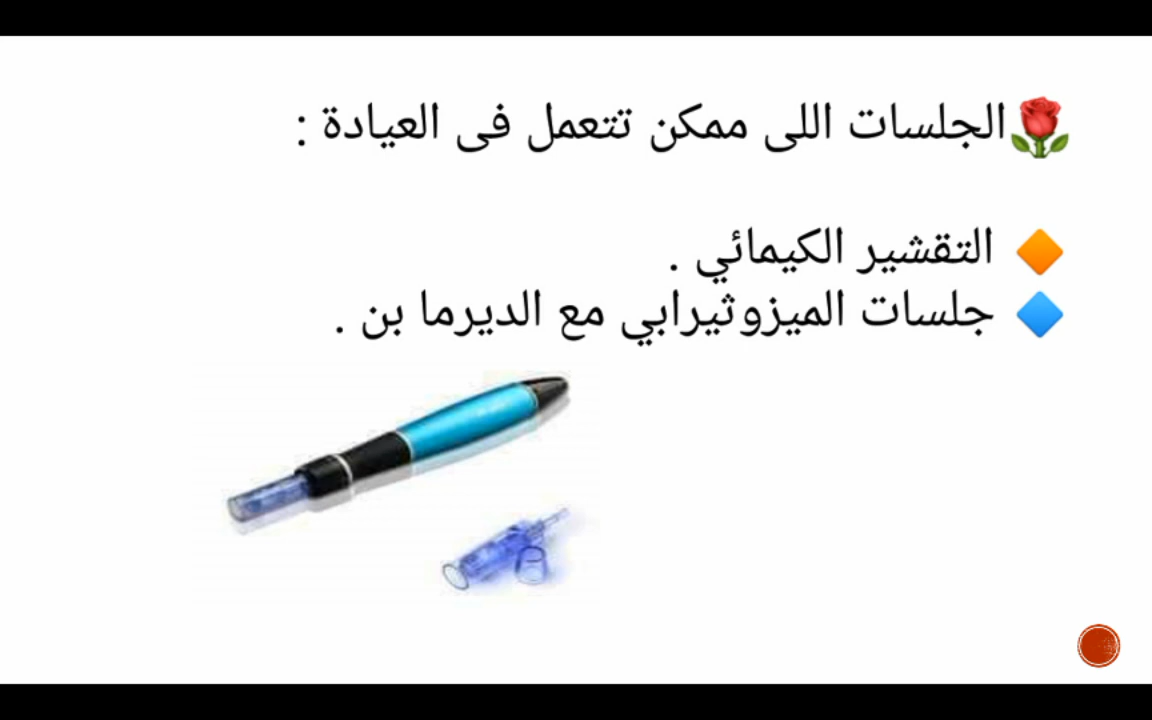 🌹الجلسات اللى ممكن تتعمل فى العيادة :
🔶 التقشير الكيمائي .
🔷 جلسات الميزوثيرابي مع الديرما بن .